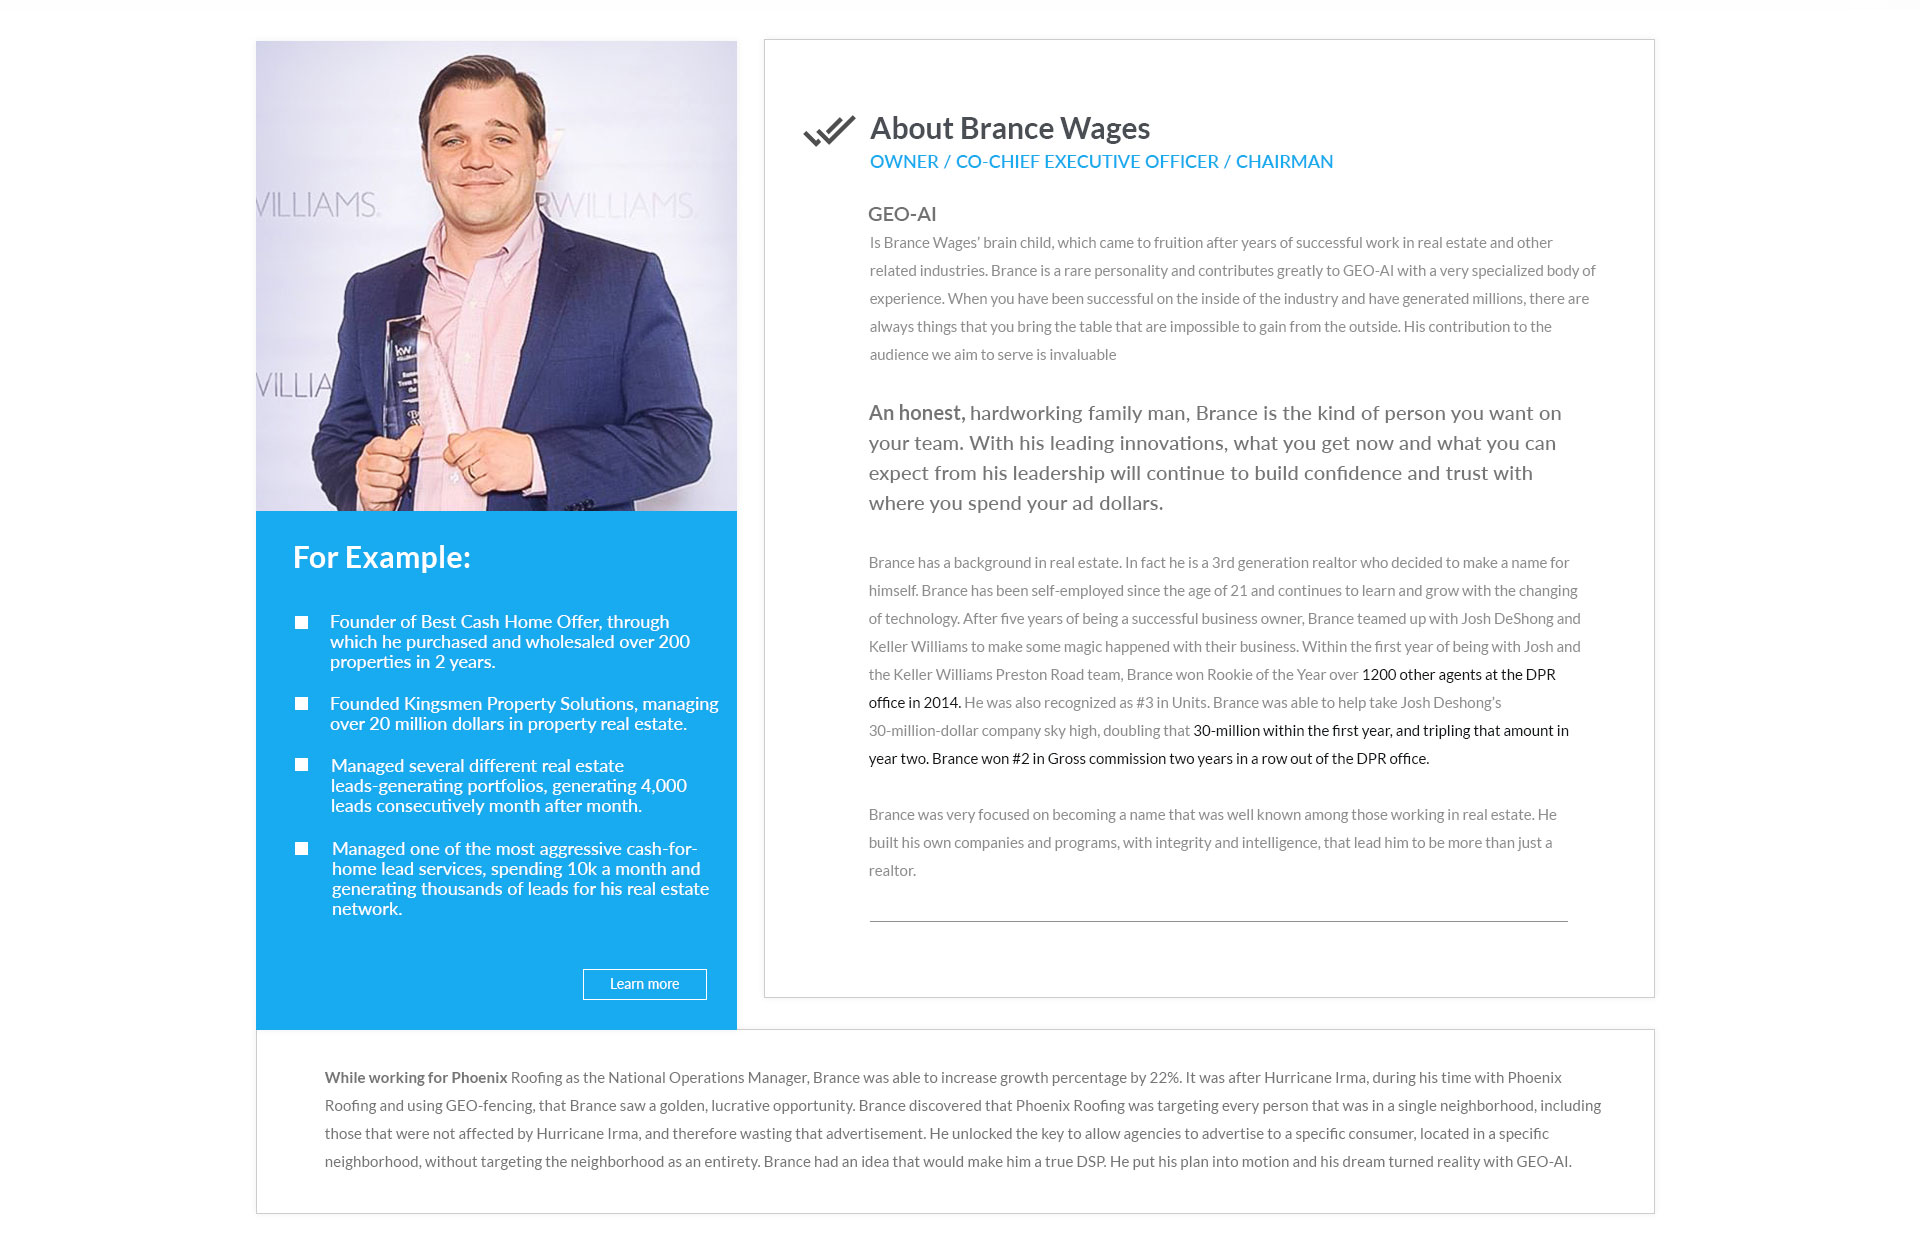 WILLIAMS.
RWILLIAMS.
WILLIA
kw
For Example:
Founder of Best Cash Home Offer, through
which he purchased and wholesaled over 200
properties in 2 years.
Founded Kingsmen Property Solutions, managing
over 20 million dollars in property real estate.
Managed several different real estate
leads-generating portfolios, generating 4,000
leads consecutively month after month.
Managed one of the most aggressive cash-for-
home lead services, spending 10k a month and
generating thousands of leads for his real estate
network.
Learn more
About Brance Wages
OWNER / CO-CHIEF EXECUTIVE OFFICER / CHAIRMAN
GEO-AI
Is Brance Wages' brain child, which came to fruition after years of successful work in real estate and other
related industries. Brance is a rare personality and contributes greatly to GEO-AI with a very specialized body of
experience. When you have been successful on the inside of the industry and have generated millions, there are
always things that you bring the table that are impossible to gain from the outside. His contribution to the
audience we aim to serve is invaluable
An honest, hardworking family man, Brance is the kind of person you want on
your team. With his leading innovations, what you get now and what you can
expect from his leadership will continue to build confidence and trust with
where you spend your ad dollars.
Brance has a background in real estate. In fact he is a 3rd generation realtor who decided to make a name for
himself. Brance has been self-employed since the age of 21 and continues to learn and grow with the changing
of technology. After five years of being a successful business owner, Brance teamed up with Josh DeShong and
Keller Williams to make some magic happened with their business. Within the first year of being with Josh and
the Keller Williams Preston Road team, Brance won Rookie of the Year over 1200 other agents at the DPR
office in 2014. He was also recognized as #3 in Units. Brance was able to help take Josh Deshong's
30-million-dollar company sky high, doubling that 30-million within the first year, and tripling that amount in
year two. Brance won #2 in Gross commission two years in a row out of the DPR office.
Brance was very focused on becoming a name that was well known among those working in real estate. He
built his own companies and programs, with integrity and intelligence, that lead him to be more than just a
realtor.
While working for Phoenix Roofing as the National Operations Manager, Brance was able to increase growth percentage by 22%. It was after Hurricane Irma, during his time with Phoenix
Roofing and using GEO-fencing, that Brance saw a golden, lucrative opportunity. Brance discovered that Phoenix Roofing was targeting every person that was in a single neighborhood, including
those that were not affected by Hurricane Irma, and therefore wasting that advertisement. He unlocked the key to allow agencies to advertise to a specific consumer, located in a specific
neighborhood, without targeting the neighborhood as an entirety. Brance had an idea that would make him a true DSP. He put his plan into motion and his dream turned reality with GEO-AI.